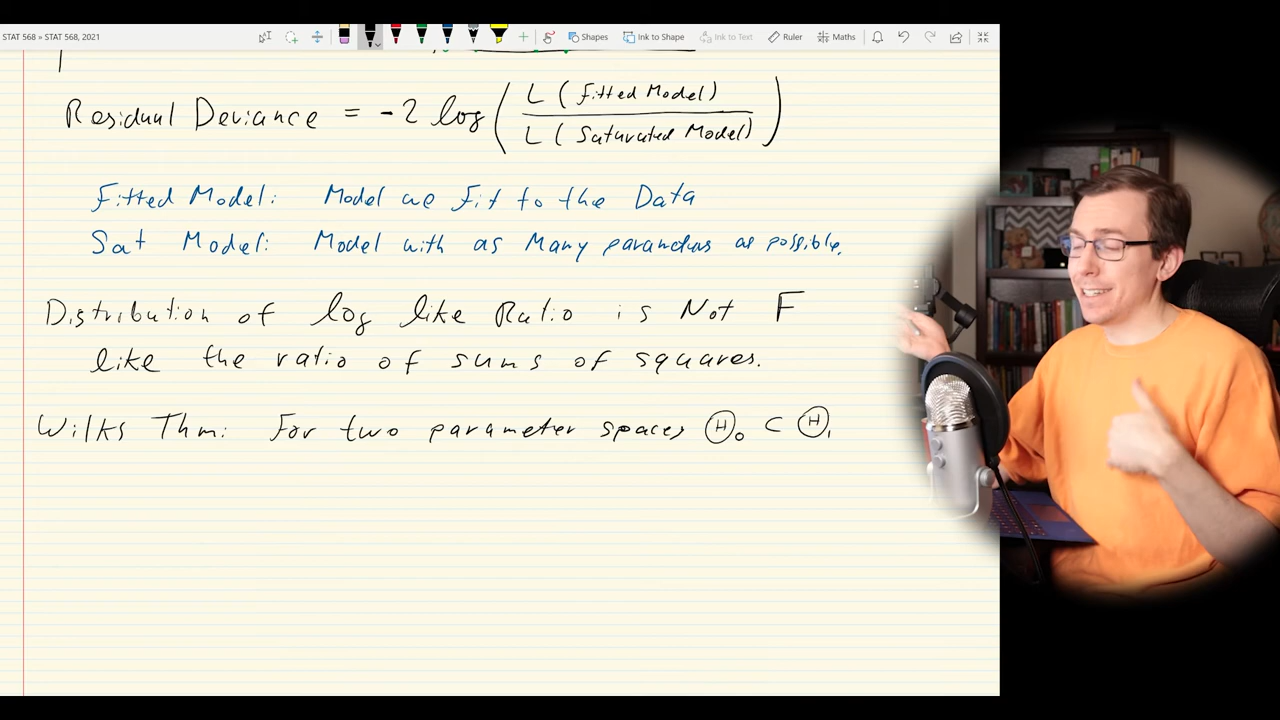 STAT 568 » STAT 568, 2021
Shapes
Ink to Shape
Ink to Text
Ruler
Maths
Residual Deviance = -2 log( L (Fitted Model) / L (Saturated Model) )
Fitted Model: Model we Fit to the Data
Sat Model: Model with as Many as possible.
Distribution of log like Ratio is Not F
like the ratio of sums of squares.
Wilks Thm: For two parameter spaces Ⓗ₀ ⊂ Ⓗ₁